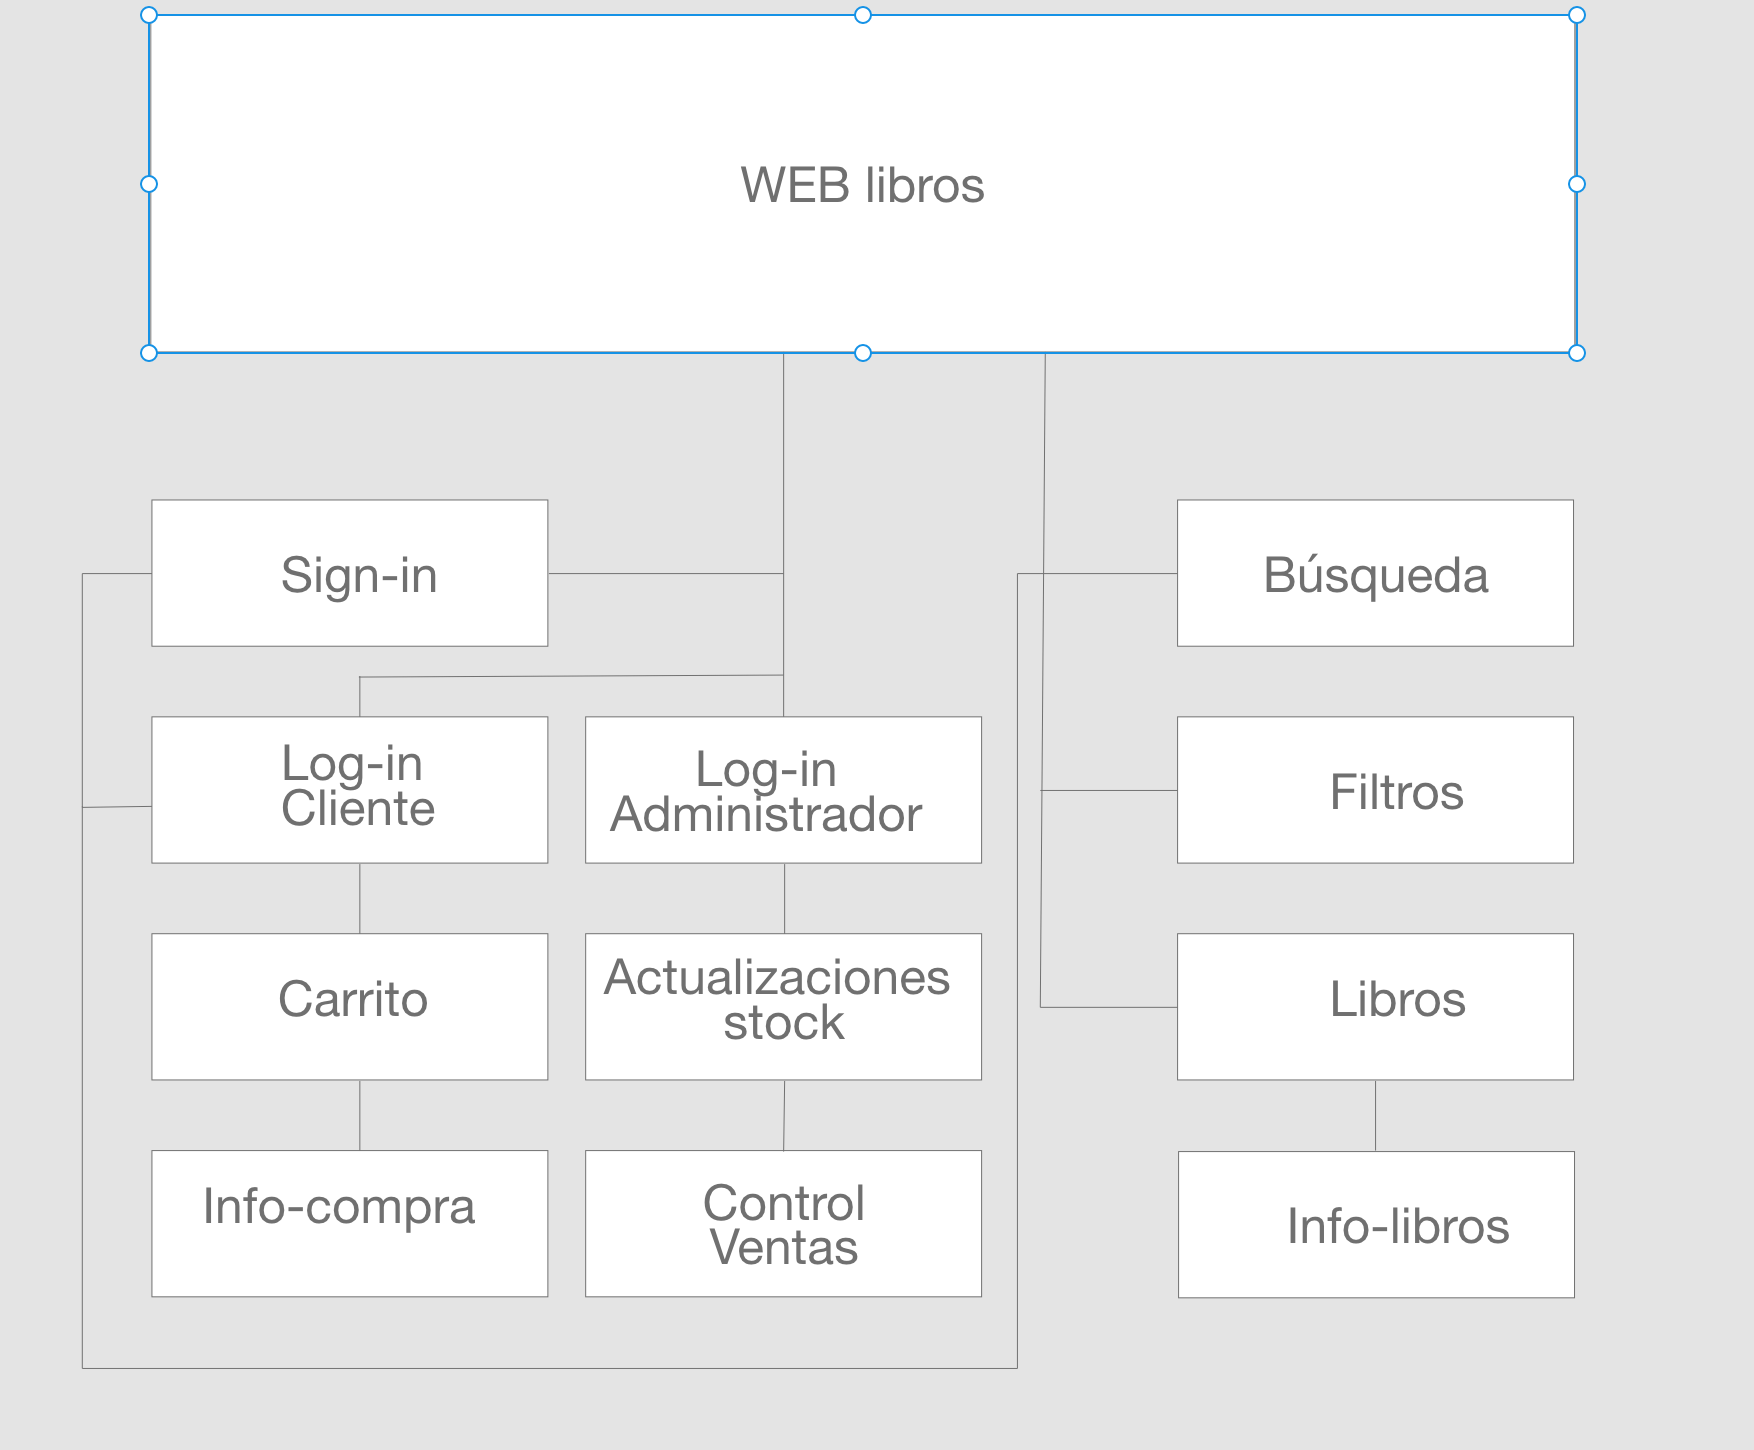 WEB libros
Sign-in
Búsqueda
Log-in
Cliente
Log-in
Administrador
Filtros
Carrito
Actualizaciones
stock
Libros
Info-compra
Control
Ventas
Info-libros